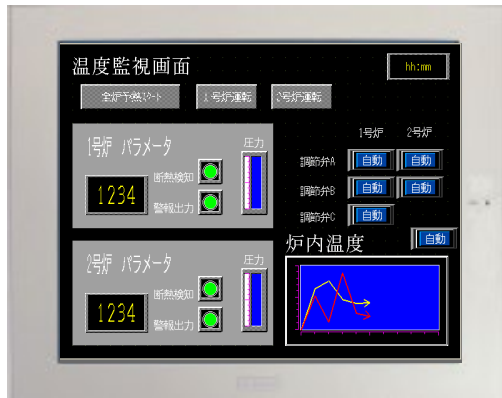 温度監視画面
hh:mm
全炉予熱スタート
1号炉運転
2号炉運転
1号炉 パラメータ
圧力
断熱検知
1234
警報出力
1号炉 2号炉
調節弁A 自動 自動
調節弁B 自動 自動
調節弁C 自動
炉内温度 自動
2号炉 パラメータ
圧力
断熱検知
1234
警報出力